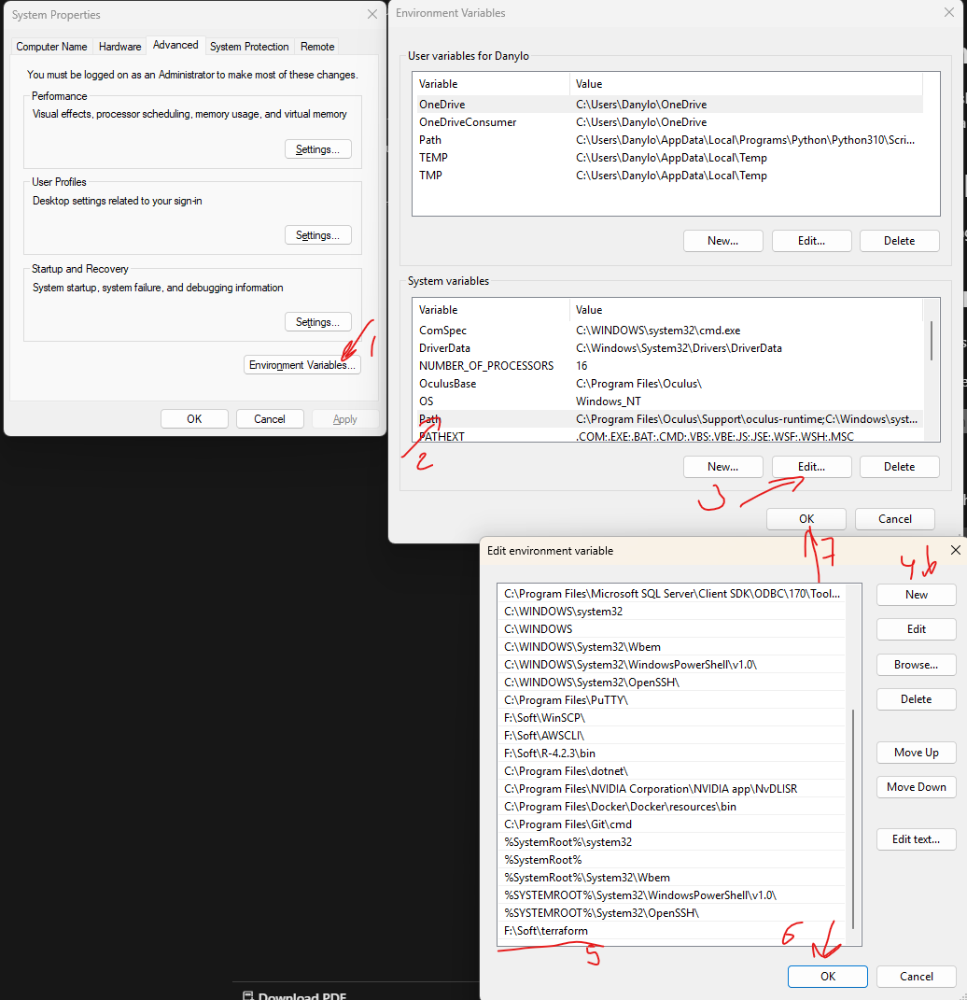 System Properties
Computer Name Hardware Advanced System Protection Remote
You must be logged on as an Administrator to make most of these changes.
Performance
Visual effects, processor scheduling, memory usage, and virtual memory
Settings...
User Profiles
Desktop settings related to your sign-in
Settings...
Startup and Recovery
System startup, system failure, and debugging information
Settings...
1
Environment Variables...
OK Cancel Apply
Environment Variables
User variables for Danylo
Variable Value
OneDrive C:\Users\Danylo\OneDrive
OneDriveConsumer C:\Users\Danylo\OneDrive
Path C:\Users\Danylo\AppData\Local\Programs\Python\Python310\Scri...
TEMP C:\Users\Danylo\AppData\Local\Temp
TMP C:\Users\Danylo\AppData\Local\Temp
New... Edit... Delete
System variables
Variable Value
ComSpec C:\WINDOWS\system32\cmd.exe
DriverData C:\Windows\System32\Drivers\DriverData
NUMBER_OF_PROCESSORS 16
OculusBase C:\Program Files\Oculus\
OS Windows_NT
Path C:\Program Files\Oculus\Support\oculus-runtime;C:\Windows\syst...
PATHEXT .COM;.EXE;.BAT;.CMD;.VBS;.VBE;.JS;.JSE;.WSF;.WSH;.MSC
2
New... Edit... Delete
3
OK Cancel
7
Edit environment variable
4.b
C:\Program Files\Microsoft SQL Server\Client SDK\ODBC\170\Tool...
C:\WINDOWS\system32
C:\WINDOWS
C:\WINDOWS\System32\Wbem
C:\WINDOWS\System32\WindowsPowerShell\v1.0\
C:\WINDOWS\System32\OpenSSH\
C:\Program Files\PuTTY\
F:\Soft\WinSCP\
F:\Soft\AWSCLI\
F:\Soft\R-4.2.3\bin
C:\Program Files\dotnet\
C:\Program Files\NVIDIA Corporation\NVIDIA app\NvDLISR
C:\Program Files\Docker\Docker\resources\bin
C:\Program Files\Git\cmd
%SystemRoot%\system32
%SystemRoot%
%SystemRoot%\System32\Wbem
%SYSTEMROOT%\System32\WindowsPowerShell\v1.0\
%SYSTEMROOT%\System32\OpenSSH\
F:\Soft\terraform
5
New
Edit
Browse...
Delete
Move Up
Move Down
Edit text...
6
OK Cancel
Download PDF